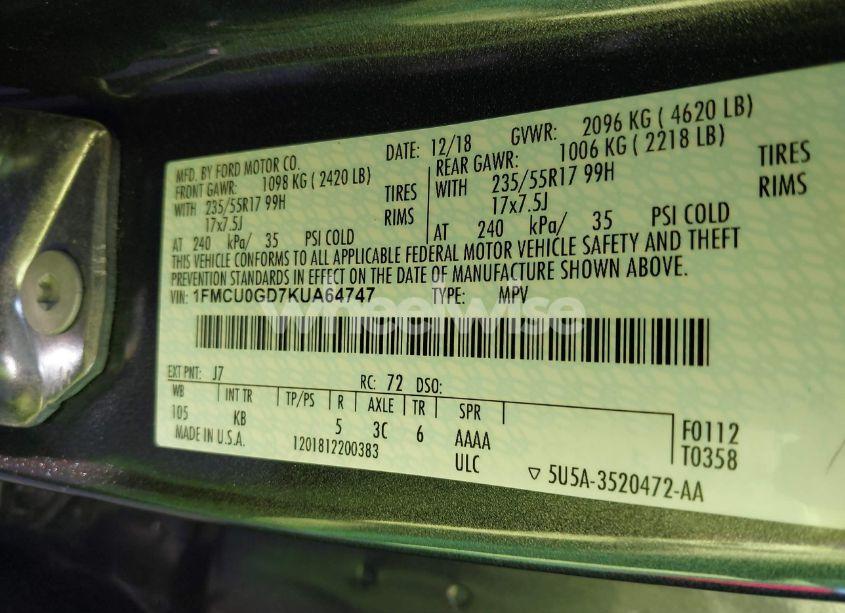 MFD. BY FORD MOTOR CO.
DATE: 12/18 GVWR: 2096 KG ( 4620 LB)
FRONT GAWR: 1098 KG ( 2420 LB)
WITH 235/55R17 99H TIRES
17x7.5J RIMS
AT 240 kPa/ 35 PSI COLD
REAR GAWR: 1006 KG ( 2218 LB)
WITH 235/55R17 99H TIRES
17x7.5J RIMS
AT 240 kPa/ 35 PSI COLD
THIS VEHICLE CONFORMS TO ALL APPLICABLE FEDERAL MOTOR VEHICLE SAFETY AND THEFT
PREVENTION STANDARDS IN EFFECT ON THE DATE OF MANUFACTURE SHOWN ABOVE.
VIN: 1FMCU0GD7KUA64747 TYPE: MPV
wheelwise
EXT PNT: J7 RC: 72 DSO:
WB INT TR TP/PS R AXLE TR SPR
105 KB 5 3C 6 AAAA
F0112
MADE IN U.S.A. 1201812200383 ULC
T0358
▽ 5U5A-3520472-AA